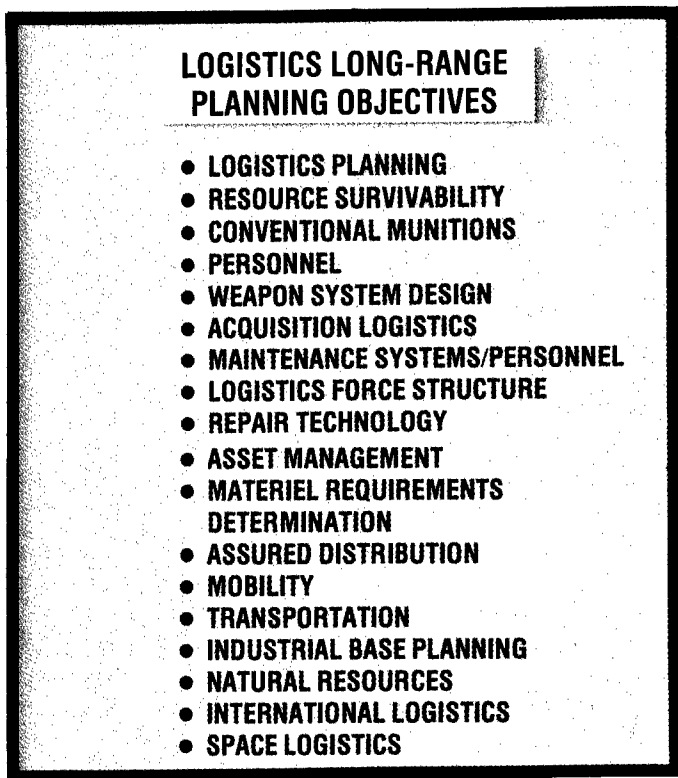 LOGISTICS LONG-RANGE
PLANNING OBJECTIVES
• LOGISTICS PLANNING
• RESOURCE SURVIVABILITY
• CONVENTIONAL MUNITIONS
• PERSONNEL
• WEAPON SYSTEM DESIGN
• ACQUISITION LOGISTICS
• MAINTENANCE SYSTEMS/PERSONNEL
• LOGISTICS FORCE STRUCTURE
• REPAIR TECHNOLOGY
• ASSET MANAGEMENT
• MATERIEL REQUIREMENTS
DETERMINATION
• ASSURED DISTRIBUTION
• MOBILITY
• TRANSPORTATION
• INDUSTRIAL BASE PLANNING
• NATURAL RESOURCES
• INTERNATIONAL LOGISTICS
• SPACE LOGISTICS